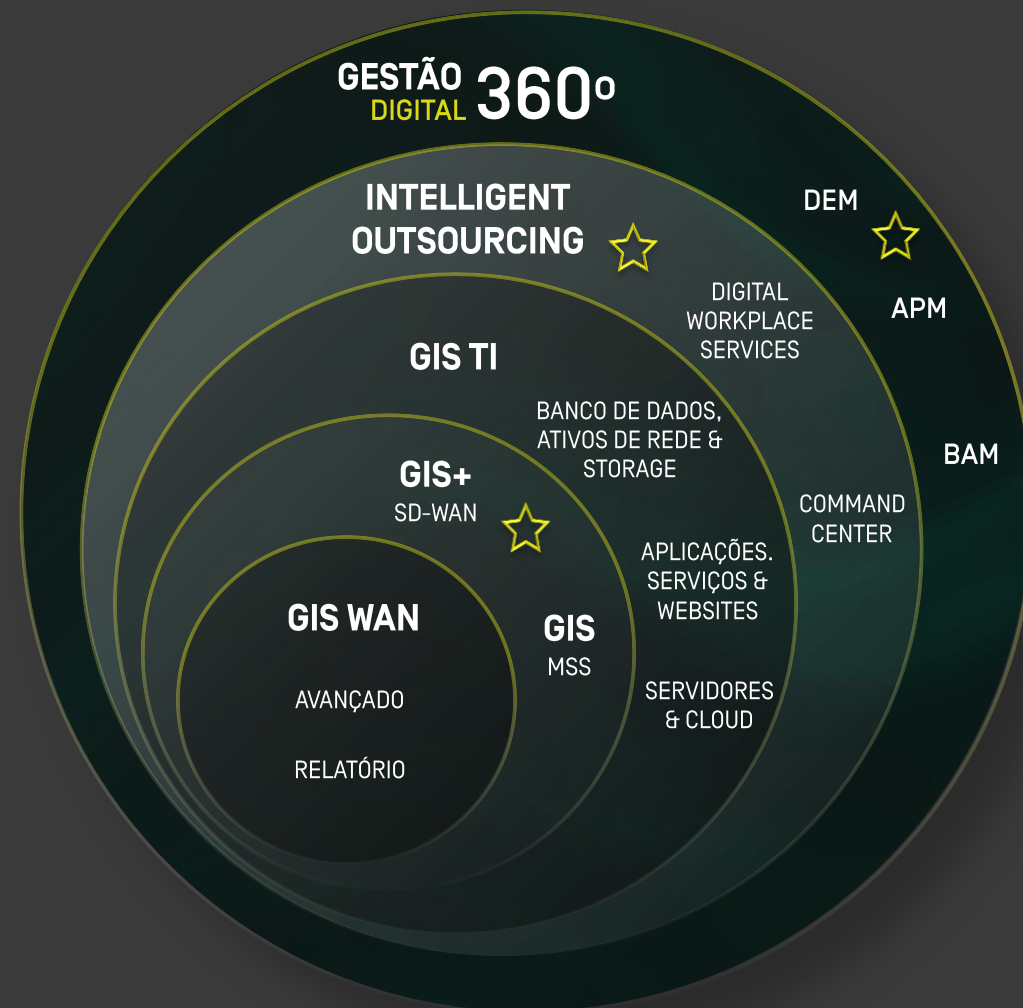 GESTÃO
DIGITAL
360º
INTELLIGENT
OUTSOURCING
DEM
APM
BAM
DIGITAL
WORKPLACE
SERVICES
COMMAND
CENTER
GIS TI
BANCO DE DADOS,
ATIVOS DE REDE &
STORAGE
APLICAÇÕES.
SERVIÇOS &
WEBSITES
SERVIDORES
& CLOUD
GIS+
SD-WAN
GIS
MSS
GIS WAN
AVANÇADO
RELATÓRIO